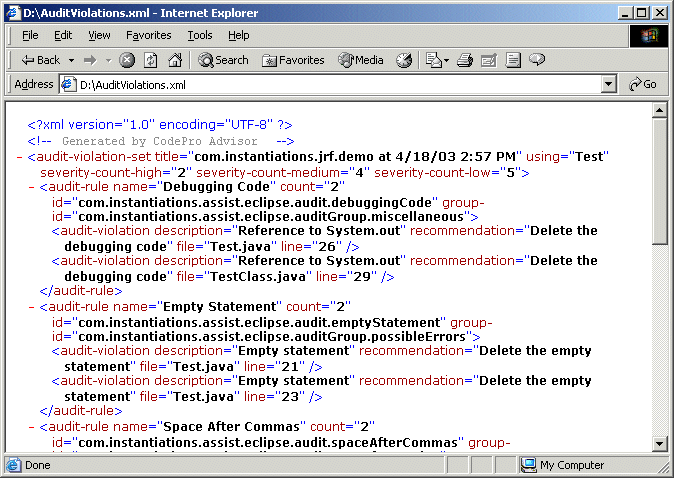 D:\AuditViolations.xml - Internet Explorer
File Edit View Favorites Tools Help
Back Search Favorites Media
Address D:\AuditViolations.xml Go
<?xml version="1.0" encoding="UTF-8" ?>
<!-- Generated by CodePro Advisor -->
- <audit-violation-set title="com.instantiations.jrf.demo at 4/18/03 2:57 PM" using="Test"
severity-count-high="2" severity-count-medium="4" severity-count-low="5">
- <audit-rule name="Debugging Code" count="2"
id="com.instantiations.assist.eclipse.audit.debuggingCode" group-
id="com.instantiations.assist.eclipse.auditGroup.miscellaneous">
<audit-violation description="Reference to System.out" recommendation="Delete the
debugging code" file="Test.java" line="26" />
<audit-violation description="Reference to System.out" recommendation="Delete the
debugging code" file="TestClass.java" line="29" />
</audit-rule>
- <audit-rule name="Empty Statement" count="2"
id="com.instantiations.assist.eclipse.audit.emptyStatement" group-
id="com.instantiations.assist.eclipse.auditGroup.possibleErrors">
<audit-violation description="Empty statement" recommendation="Delete the empty
statement" file="Test.java" line="21" />
<audit-violation description="Empty statement" recommendation="Delete the empty
statement" file="Test.java" line="23" />
</audit-rule>
- <audit-rule name="Space After Commas" count="2"
id="com.instantiations.assist.eclipse.audit.spaceAfterCommas" group-
Done My Computer